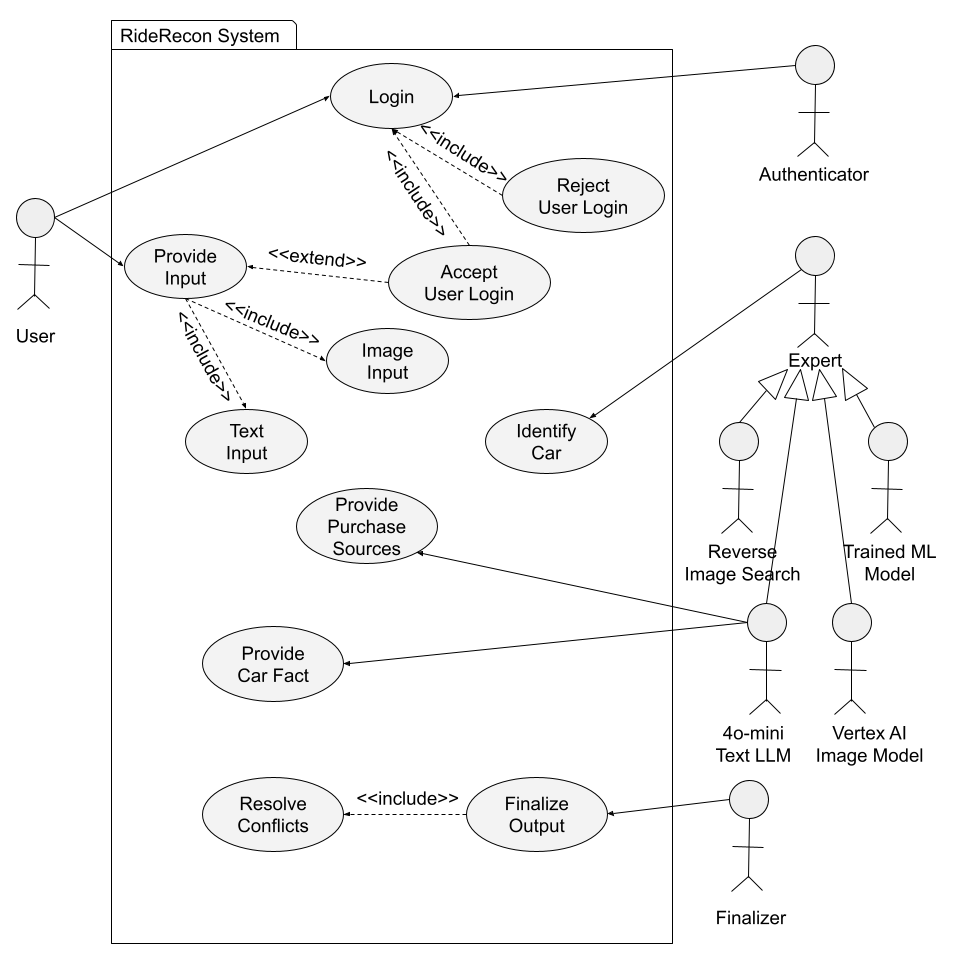 RideRecon System
Login
<<include>>
<<include>>
Reject
User Login
Authenticator
Provide
Input
<<extend>>
Accept
User Login
User
<<include>>
<<include>>
Image
Input
Expert
Text
Input
Identify
Car
Provide
Purchase
Sources
Reverse
Image Search
Trained ML
Model
Provide
Car Fact
4o-mini
Text LLM
Vertex AI
Image Model
Resolve
Conflicts
<<include>>
Finalize
Output
Finalizer